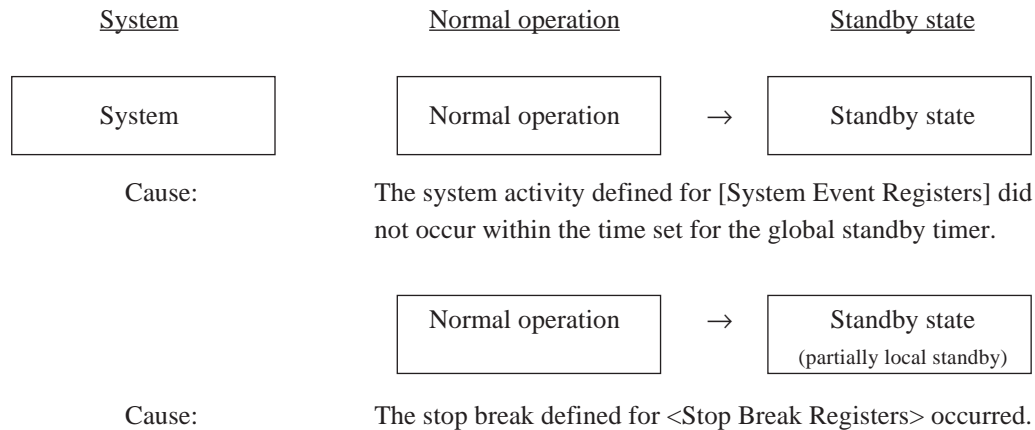 System Normal operation Standby state
System Normal operation → Standby state
Cause: The system activity defined for [System Event Registers] did
not occur within the time set for the global standby timer.
Normal operation → Standby state
(partially local standby)
Cause: The stop break defined for <Stop Break Registers> occurred.